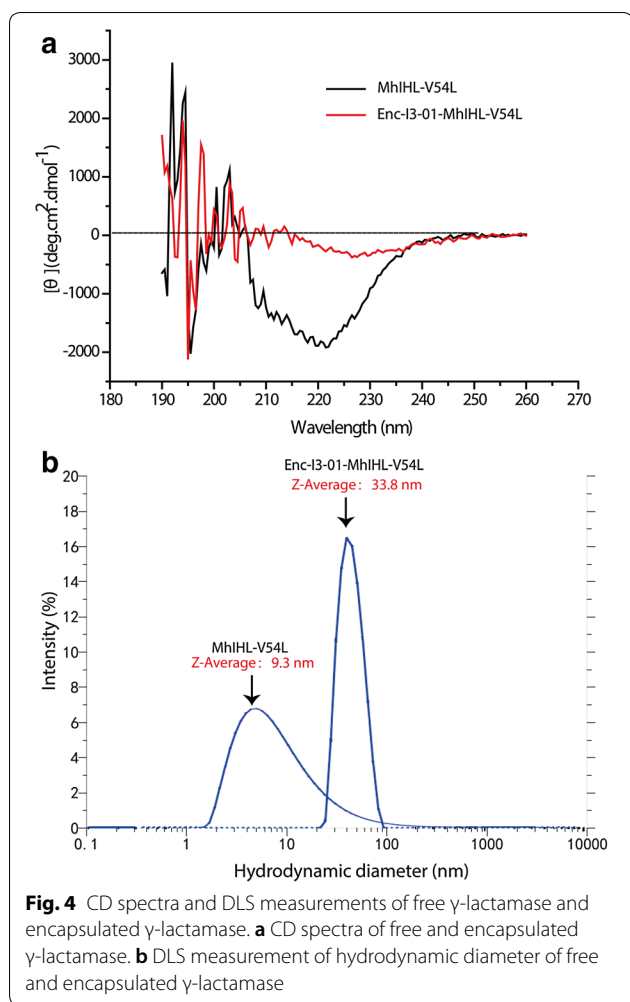 a
3000
2000
1000
0
-1000
-2000
[θ](deg.cm².dmol⁻¹)
MhIHL-V54L
Enc-I3-01-MhIHL-V54L
180 190 200 210 220 230 240 250 260 270
Wavelength (nm)
b
Enc-I3-01-MhIHL-V54L
Z-Average: 33.8 nm
MhIHL-V54L
Z-Average: 9.3 nm
20
18
16
14
12
10
8
6
4
2
0
Intensity (%)
0.1 1 10 100 1000 10000
Hydrodynamic diameter (nm)
Fig. 4 CD spectra and DLS measurements of free γ-lactamase and
encapsulated γ-lactamase. a CD spectra of free and encapsulated
γ-lactamase. b DLS measurement of hydrodynamic diameter of free
and encapsulated γ-lactamase